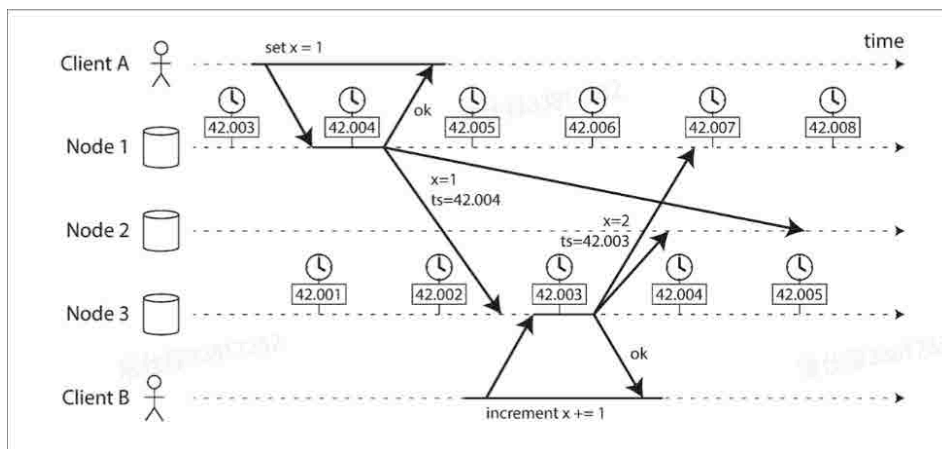 time
Client A
set x = 1
ok
42.003
42.004
42.005
42.006
42.007
42.008
Node 1
x=1
ts=42.004
x=2
ts=42.003
Node 2
42.001
42.002
42.003
42.004
42.005
Node 3
ok
Client B
increment x += 1